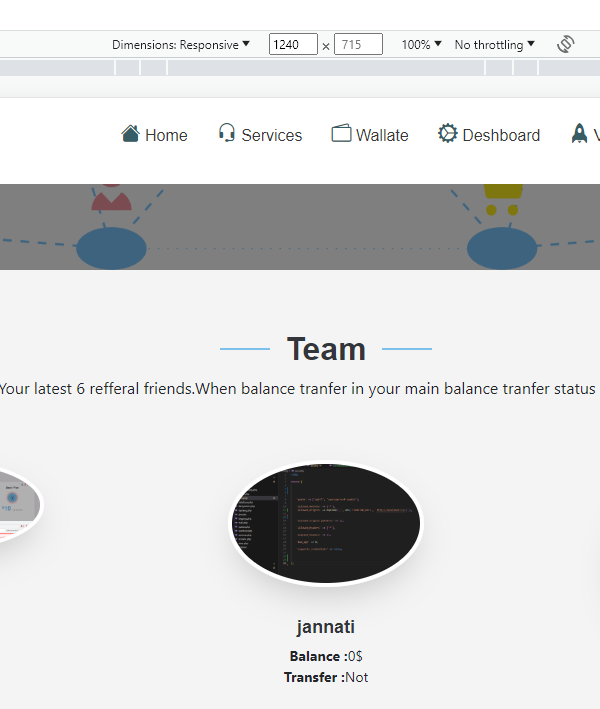 Dimensions: Responsive ▼ 1240 × 715 100% ▼ No throttling ▼
Home Services Wallate Deshboard V
Team
Your latest 6 refferal friends.When balance tranfer in your main balance tranfer status
jannati
Balance :0$
Transfer :Not